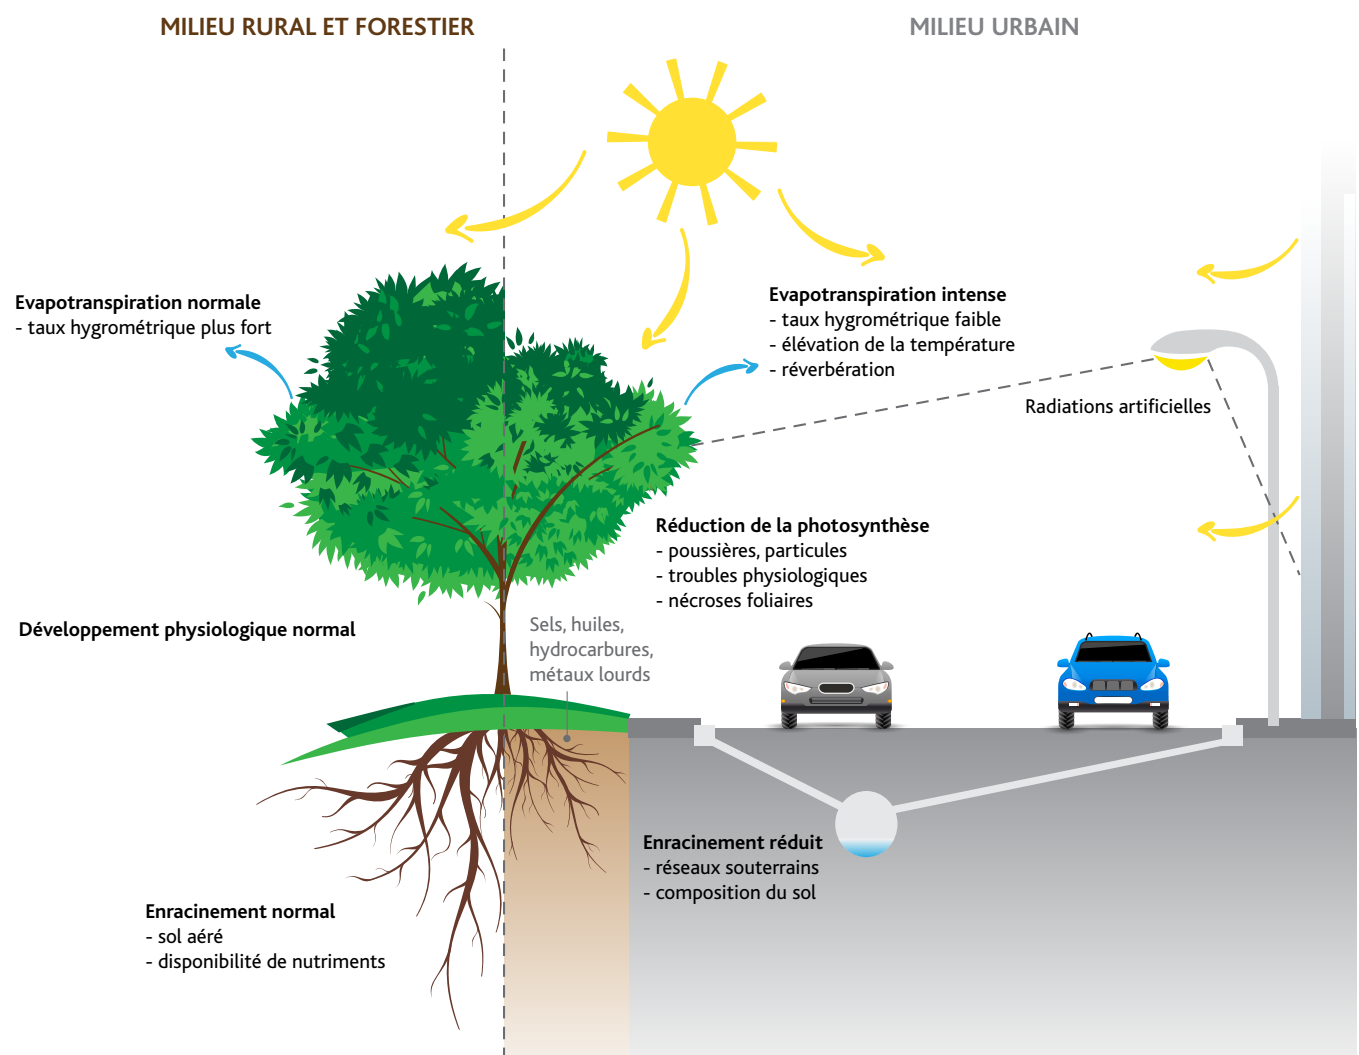 MILIEU RURAL ET FORESTIER
MILIEU URBAIN
Evapotranspiration normale
- taux hygrométrique plus fort
Evapotranspiration intense
- taux hygrométrique faible
- élévation de la température
- réverbération
Radiations artificielles
Réduction de la photosynthèse
- poussières, particules
- troubles physiologiques
- nécroses foliaires
Développement physiologique normal
Sels, huiles,
hydrocarbures,
métaux lourds
Enracinement réduit
- réseaux souterrains
- composition du sol
Enracinement normal
- sol aéré
- disponibilité de nutriments